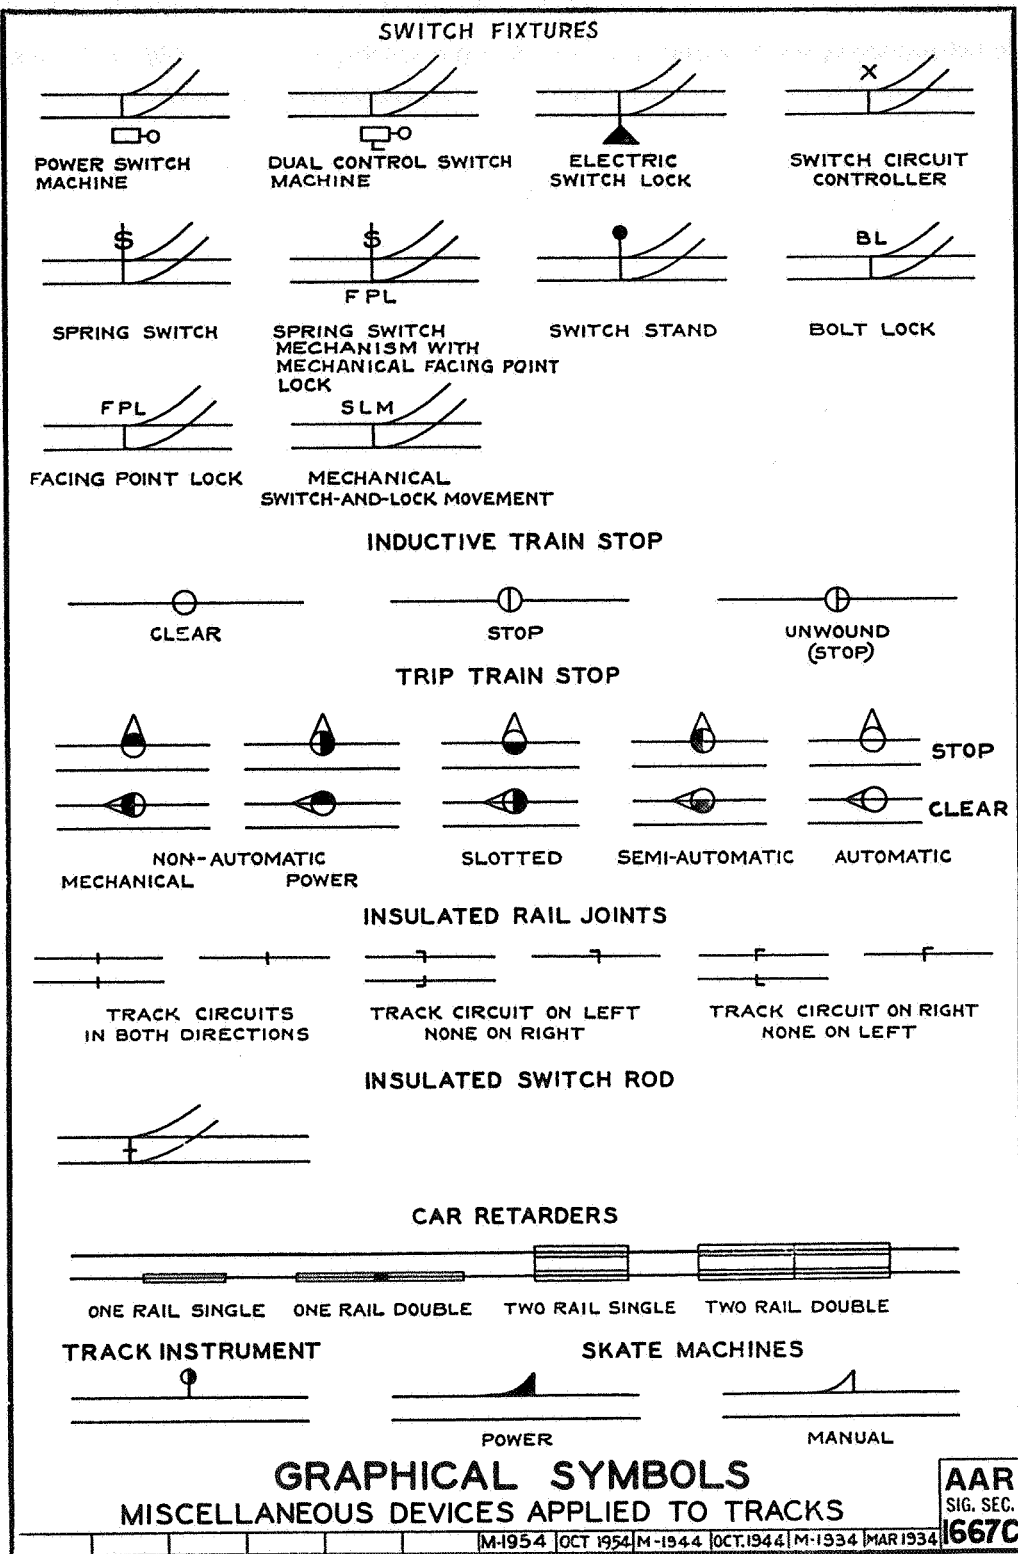 SWITCH FIXTURES
POWER SWITCH
MACHINE
DUAL CONTROL SWITCH
MACHINE
ELECTRIC
SWITCH LOCK
X
SWITCH CIRCUIT
CONTROLLER
S
SPRING SWITCH
S
FPL
SPRING SWITCH
MECHANISM WITH
MECHANICAL FACING POINT
LOCK
SWITCH STAND
BL
BOLT LOCK
FPL
FACING POINT LOCK
SLM
MECHANICAL
SWITCH-AND-LOCK MOVEMENT
INDUCTIVE TRAIN STOP
CLEAR
STOP
UNWOUND
(STOP)
TRIP TRAIN STOP
STOP
CLEAR
NON-AUTOMATIC
MECHANICAL
POWER
SLOTTED
SEMI-AUTOMATIC
AUTOMATIC
INSULATED RAIL JOINTS
TRACK CIRCUITS
IN BOTH DIRECTIONS
TRACK CIRCUIT ON LEFT
NONE ON RIGHT
TRACK CIRCUIT ON RIGHT
NONE ON LEFT
INSULATED SWITCH ROD
CAR RETARDERS
ONE RAIL SINGLE
ONE RAIL DOUBLE
TWO RAIL SINGLE
TWO RAIL DOUBLE
TRACK INSTRUMENT
SKATE MACHINES
POWER
MANUAL
GRAPHICAL SYMBOLS
MISCELLANEOUS DEVICES APPLIED TO TRACKS
AAR
SIG. SEC.
1667C
M-1954
OCT 1954
M-1944
OCT.1944
M-1934
MAR 1934